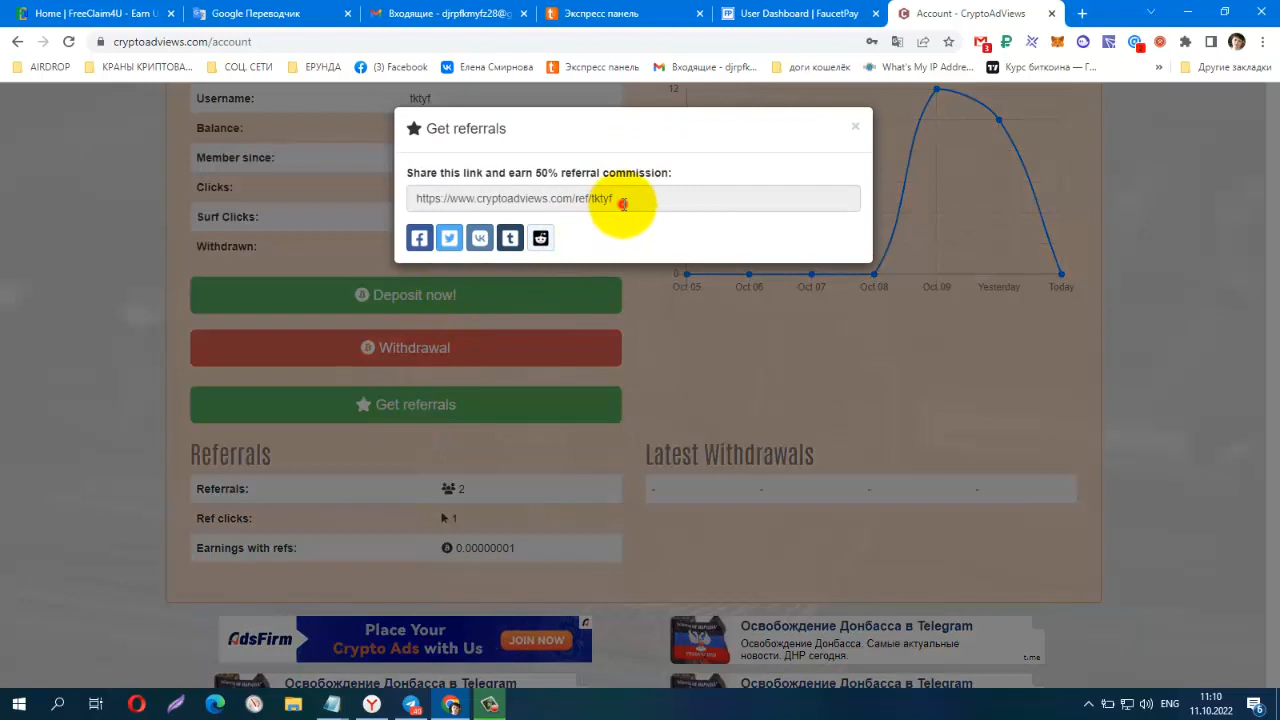 Home | FreeClaim4U - Earn U
Google Переводчик
Входящие - djrpfkmyfz28@g
Экспресс панель
User Dashboard | FaucetPay
Account - CryptoAdViews
cryptoadviews.com/account
3
2
AIRDROP
КРАНЫ КРИПТОВА...
СОЦ. СЕТИ
ЕРУНДА
(3) Facebook
Елена Смирнова
Экспресс панель
Входящие - djrpfk...
доги кошелёк
What's My IP Addre...
Курс биткоина — Г...
»
Другие закладки
Username: tktyf
Balance:
Member since:
Clicks:
Surf Clicks:
Withdrawn:
Get referrals
×
Share this link and earn 50% referral commission:
https://www.cryptoadviews.com/ref/tktyf
12
0
Oct 05 Oct 06 Oct 07 Oct 08 Oct 09 Yesterday Today
Deposit now!
Withdrawal
Get referrals
Referrals
Referrals: 2
Ref clicks: 1
Earnings with refs: 0.00000001
Latest Withdrawals
- - - -
AdsFirm
Place Your
Crypto Ads with Us
JOIN NOW
Освобождение Донбасса в Telegram
Освобождение Донбасса. Самые актуальные
новости. ДНР сегодня.
t.me
Освобождение Донбасса в Telegram
Освобождение Донбасса в Telegram
ENG
11:10
11.10.2022
6